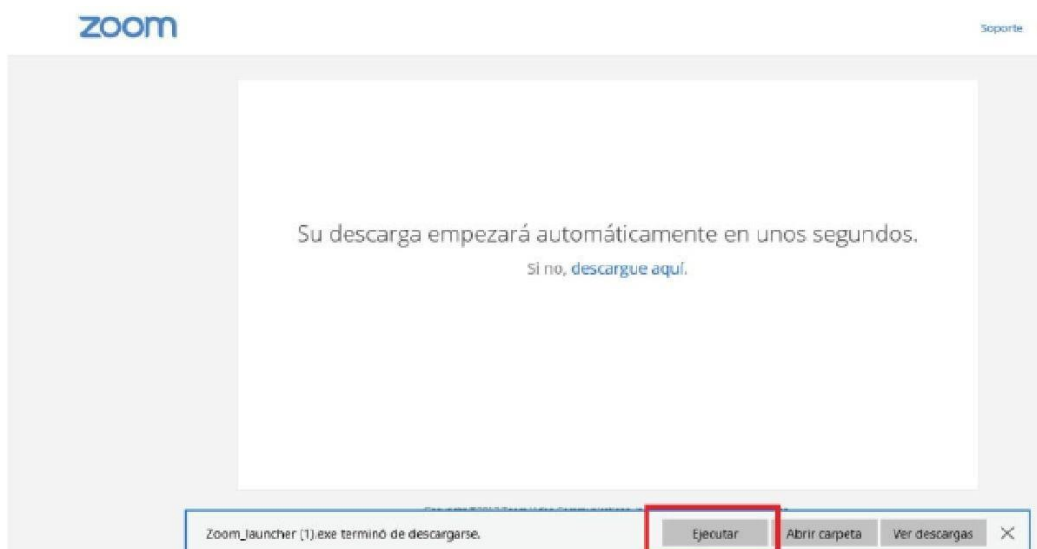 zoom
Soporte
Su descarga empezará automáticamente en unos segundos.
Si no, descargue aquí.
Zoom_launcher (1).exe terminó de descargarse.
Ejecutar
Abrir carpeta
Ver descargas